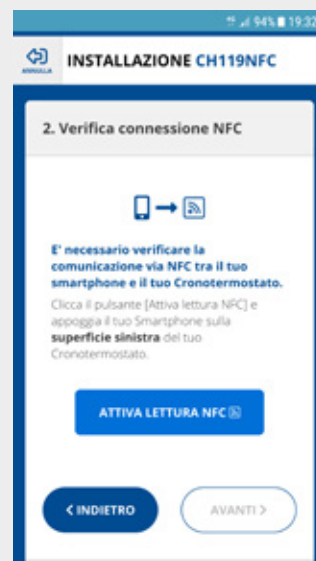 94% 19:32
ANNULLA
INSTALLAZIONE CH119NFC
2. Verifica connessione NFC
E' necessario verificare la
comunicazione via NFC tra il tuo
smartphone e il tuo Cronotermostato.
Clicca il pulsante [Attiva lettura NFC] e
appoggia il tuo Smartphone sulla
superficie sinistra del tuo
Cronotermostato.
ATTIVA LETTURA NFC
< INDIETRO
AVANTI >